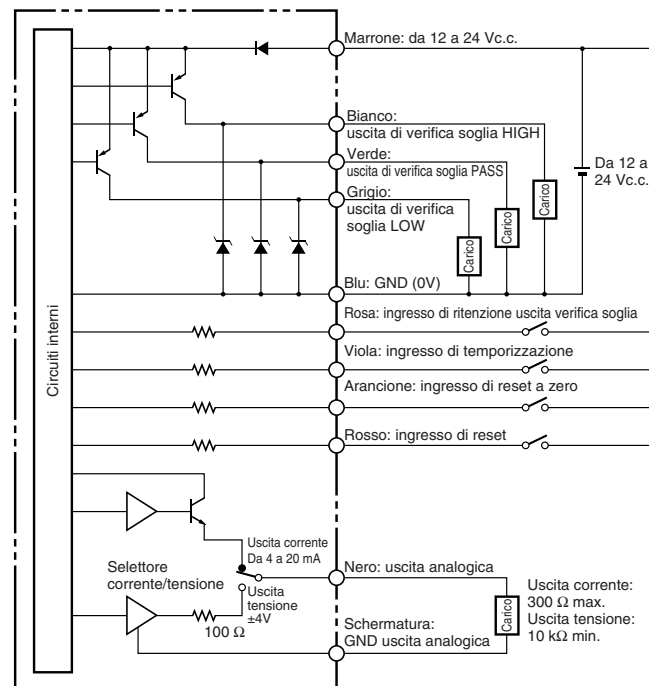 Marrone: da 12 a 24 Vc.c.
Bianco:
uscita di verifica soglia HIGH
Verde:
uscita di verifica soglia PASS
Grigio:
uscita di verifica
soglia LOW
Carico
Carico
Carico
Da 12 a
24 Vc.c.
Blu: GND (0V)
Circuiti interni
Rosa: ingresso di ritenzione uscita verifica soglia
Viola: ingresso di temporizzazione
Arancione: ingresso di reset a zero
Rosso: ingresso di reset
Uscita corrente
Da 4 a 20 mA
Selettore
corrente/tensione
Uscita
tensione
±4V
100 Ω
Nero: uscita analogica
Schermatura:
GND uscita analogica
Carico
Uscita corrente:
300 Ω max.
Uscita tensione:
10 kΩ min.